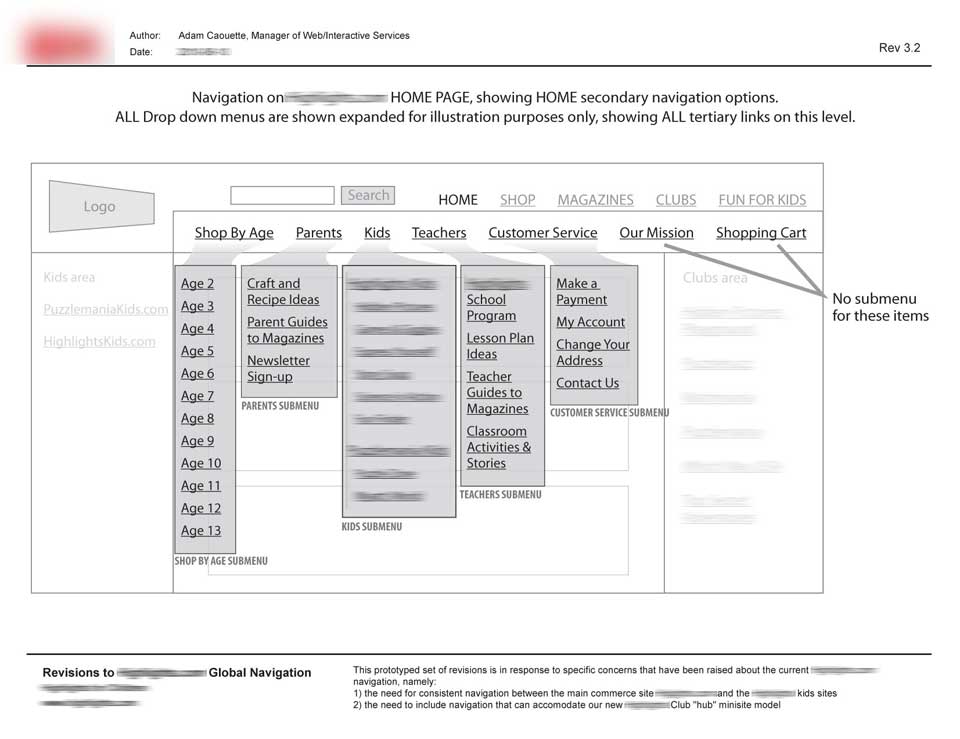 Author: Adam Caouette, Manager of Web/Interactive Services
Date:
Rev 3.2
Navigation on HOME PAGE, showing HOME secondary navigation options.
ALL Drop down menus are shown expanded for illustration purposes only, showing ALL tertiary links on this level.
Logo
Search
HOME SHOP MAGAZINES CLUBS FUN FOR KIDS
Shop By Age Parents Kids Teachers Customer Service Our Mission Shopping Cart
Kids area
PuzzlemaniaKids.com
HighlightsKids.com
Age 2
Age 3
Age 4
Age 5
Age 6
Age 7
Age 8
Age 9
Age 10
Age 11
Age 12
Age 13
SHOP BY AGE SUBMENU
Craft and
Recipe Ideas
Parent Guides
to Magazines
Newsletter
Sign-up
PARENTS SUBMENU
KIDS SUBMENU
School
Program
Lesson Plan
Ideas
Teacher
Guides to
Magazines
Classroom
Activities &
Stories
TEACHERS SUBMENU
Make a
Payment
My Account
Change Your
Address
Contact Us
CUSTOMER SERVICE SUBMENU
Clubs area
No submenu
for these items
Revisions to Global Navigation
This prototyped set of revisions is in response to specific concerns that have been raised about the current
navigation, namely:
1) the need for consistent navigation between the main commerce site and the kids sites
2) the need to include navigation that can accomodate our new Club "hub" minisite model